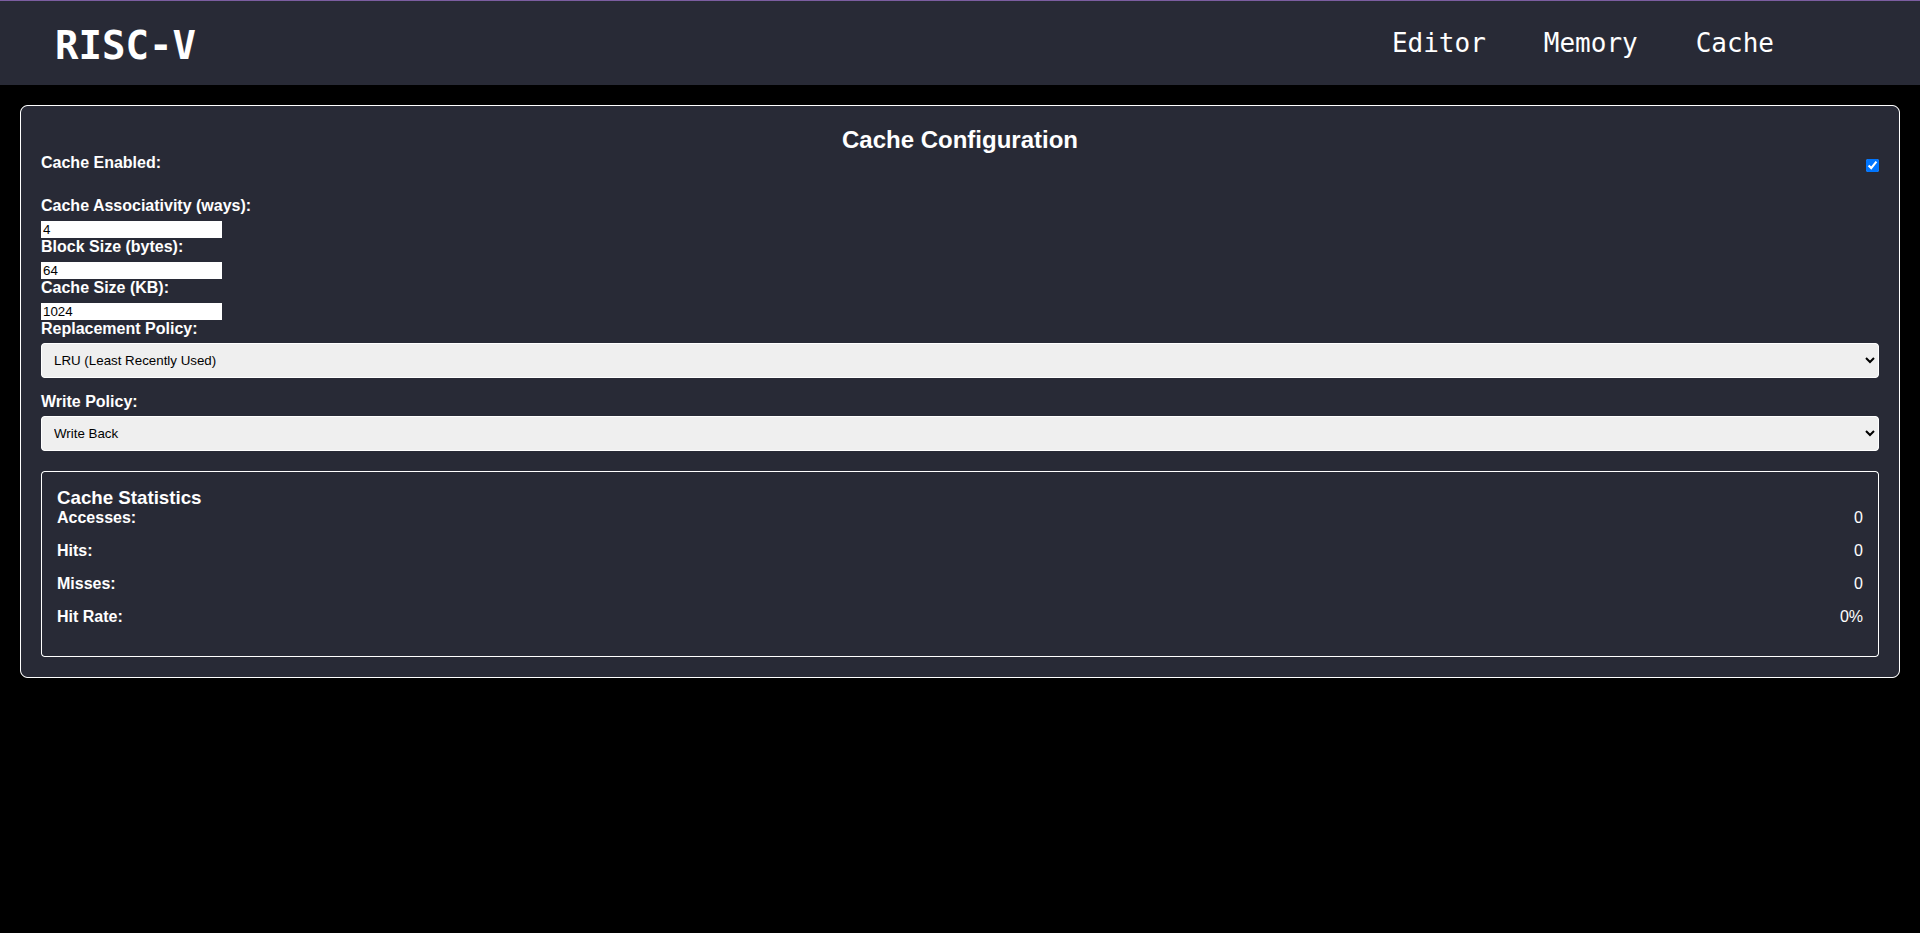 RISC-V
Editor Memory Cache
Cache Configuration
Cache Enabled:
Cache Associativity (ways):
4
Block Size (bytes):
64
Cache Size (KB):
1024
Replacement Policy:
LRU (Least Recently Used)
Write Policy:
Write Back
Cache Statistics
Accesses: 0
Hits: 0
Misses: 0
Hit Rate: 0%